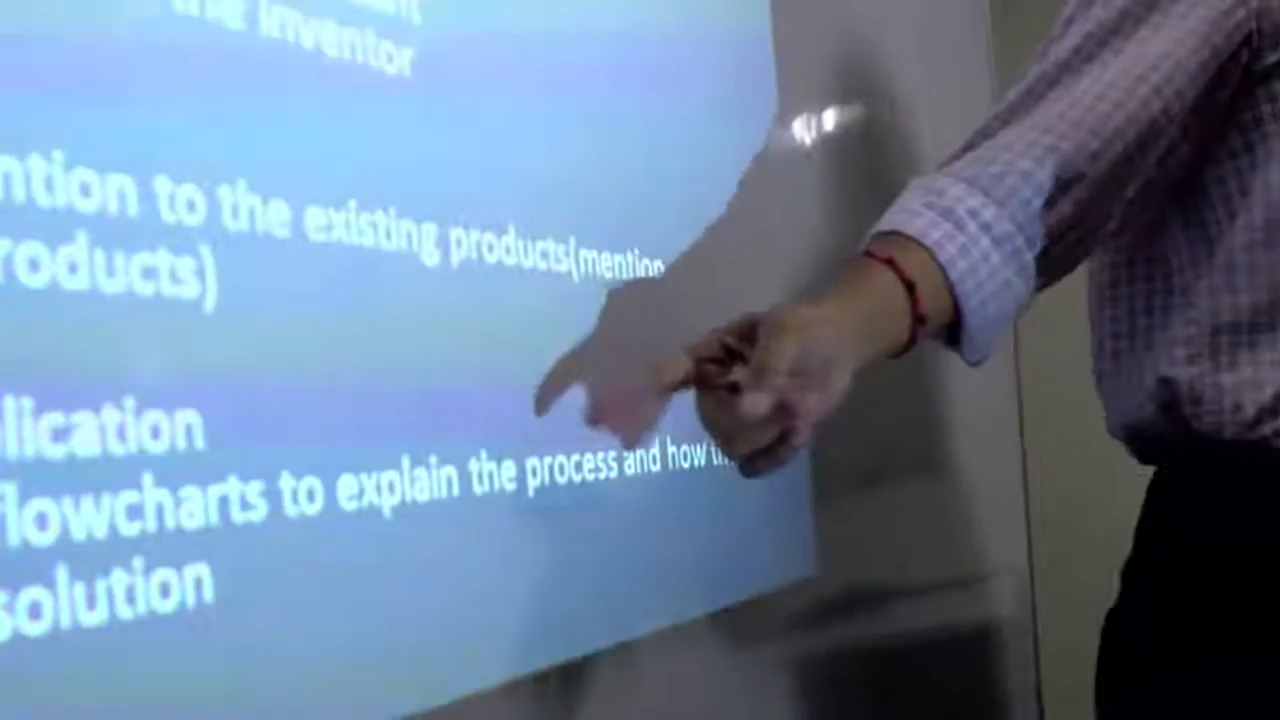 the inventor
ntion to the existing products(mention
roducts)
lication
flowcharts to explain the process and how
solution